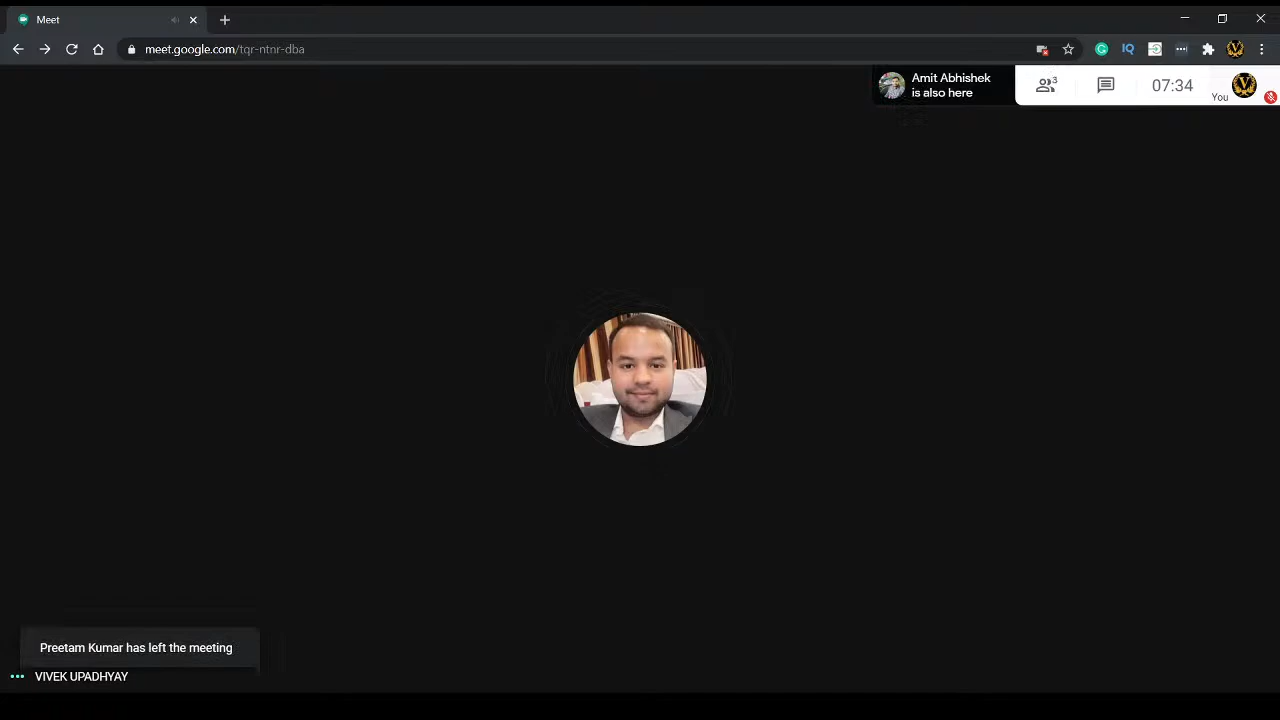 Meet
meet.google.com/tqr-ntnr-dba
IQ
Amit Abhishek
is also here
3
07:34
You
V
Preetam Kumar has left the meeting
VIVEK UPADHYAY